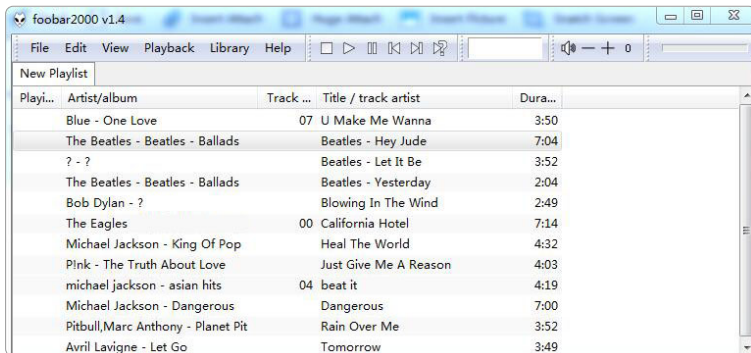 foobar2000 v1.4
File Edit View Playback Library Help 0
New Playlist
Playi... Artist/album Track ... Title / track artist Dura...
Blue - One Love 07 U Make Me Wanna 3:50
The Beatles - Beatles - Ballads Beatles - Hey Jude 7:04
? - ? Beatles - Let It Be 3:52
The Beatles - Beatles - Ballads Beatles - Yesterday 2:04
Bob Dylan - ? Blowing In The Wind 2:49
The Eagles 00 California Hotel 7:14
Michael Jackson - King Of Pop Heal The World 4:32
P!nk - The Truth About Love Just Give Me A Reason 4:03
michael jackson - asian hits 04 beat it 4:19
Michael Jackson - Dangerous Dangerous 7:00
Pitbull,Marc Anthony - Planet Pit Rain Over Me 3:52
Avril Lavigne - Let Go Tomorrow 3:49